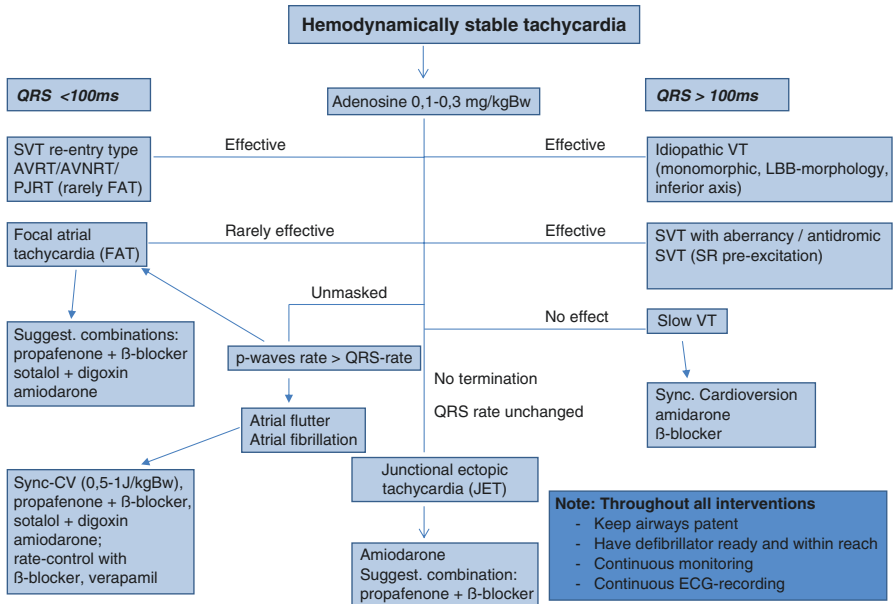 Hemodynamically stable tachycardia
QRS <100ms
Adenosine 0,1-0,3 mg/kgBw
QRS > 100ms
SVT re-entry type
AVRT/AVNRT/
PJRT (rarely FAT)
Effective
Effective
Idiopathic VT
(monomorphic, LBB-morphology,
inferior axis)
Focal atrial
tachycardia (FAT)
Rarely effective
Effective
SVT with aberrancy / antidromic
SVT (SR pre-excitation)
Unmasked
No effect
Slow VT
Suggest. combinations:
propafenone + ß-blocker
sotalol + digoxin
amiodarone
p-waves rate > QRS-rate
No termination
QRS rate unchanged
Sync. Cardioversion
amidarone
ß-blocker
Atrial flutter
Atrial fibrillation
Sync-CV (0,5-1J/kgBw),
propafenone + ß-blocker,
sotalol + digoxin
amiodarone;
rate-control with
ß-blocker, verapamil
Junctional ectopic
tachycardia (JET)
Amiodarone
Suggest. combination:
propafenone + ß-blocker
Note: Throughout all interventions
- Keep airways patent
- Have defibrillator ready and within reach
- Continuous monitoring
- Continuous ECG-recording